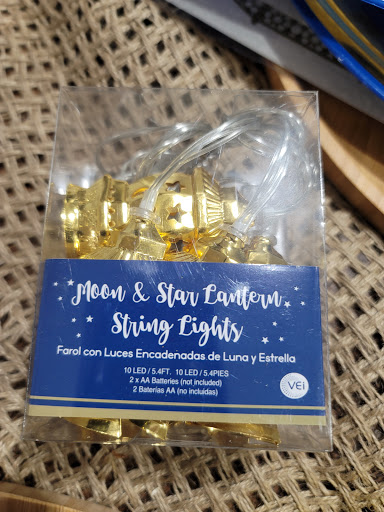 Moon & Star Lantern
String Lights
Farol con Luces Encadenadas de Luna y Estrella
10 LED / 5.4FT. 10 LED / 5.4PIES
2 x AA Batteries (not included)
2 Baterías AA (no incluidas)
VEi